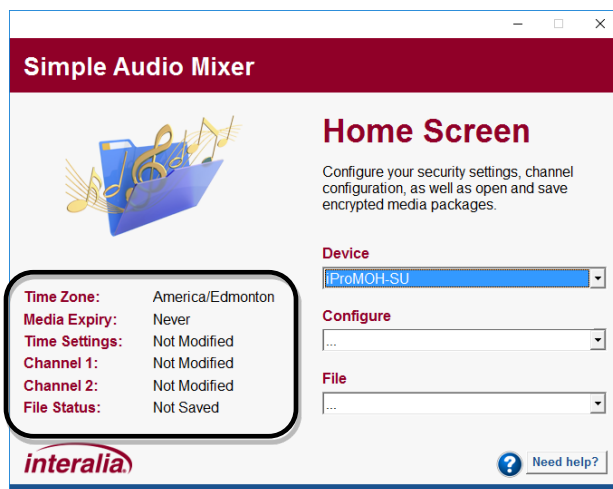 Simple Audio Mixer
Home Screen
Configure your security settings, channel
configuration, as well as open and save
encrypted media packages.
Device
iProMOH-SU
Configure
...
File
...
Time Zone: America/Edmonton
Media Expiry: Never
Time Settings: Not Modified
Channel 1: Not Modified
Channel 2: Not Modified
File Status: Not Saved
interalia
? Need help?